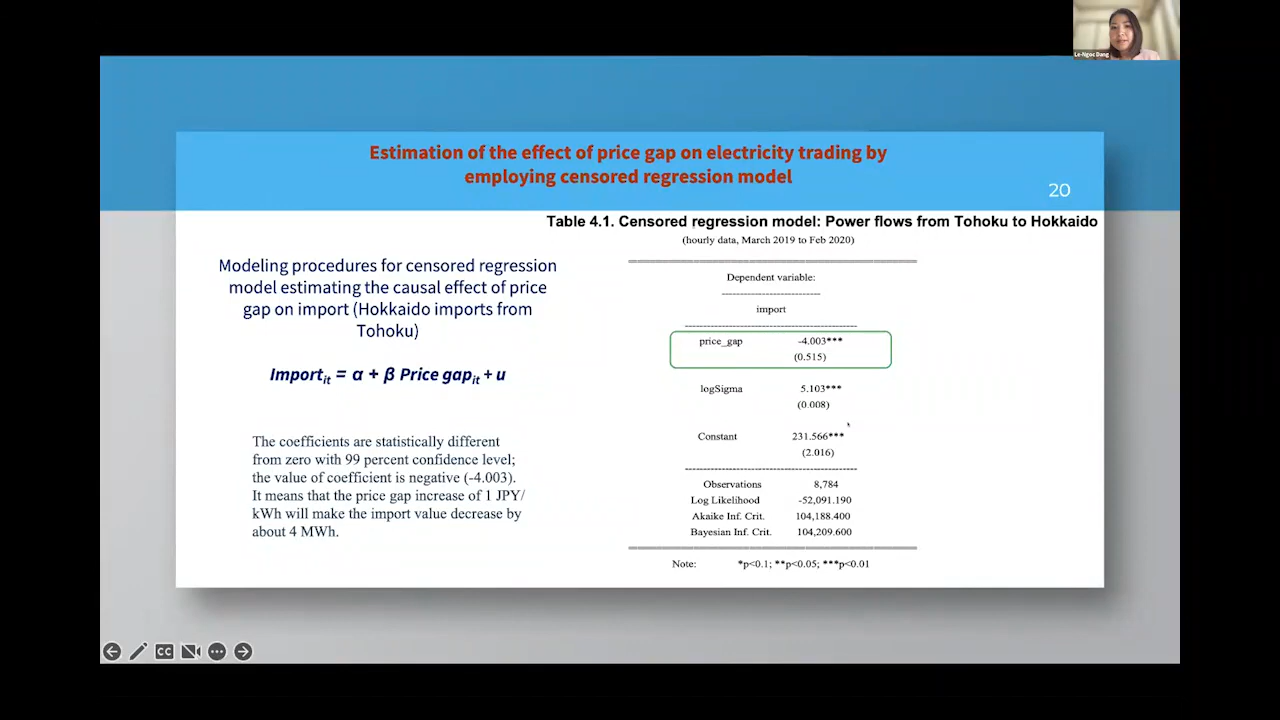 Le-Ngoc Dang
Estimation of the effect of price gap on electricity trading by
employing censored regression model
20
Modeling procedures for censored regression
model estimating the causal effect of price
gap on import (Hokkaido imports from
Tohoku)
Import_it = α + β Price gap_it + u
The coefficients are statistically different
from zero with 99 percent confidence level;
the value of coefficient is negative (-4.003).
It means that the price gap increase of 1 JPY/
kWh will make the import value decrease by
about 4 MWh.
Table 4.1. Censored regression model: Power flows from Tohoku to Hokkaido
(hourly data, March 2019 to Feb 2020)
Dependent variable:
import
price_gap -4.003***
(0.515)
logSigma 5.103***
(0.008)
Constant 231.566***
(2.016)
Observations 8,784
Log Likelihood -52,091.190
Akaike Inf. Crit. 104,188.400
Bayesian Inf. Crit. 104,209.600
Note: *p<0.1; **p<0.05; ***p<0.01
CC